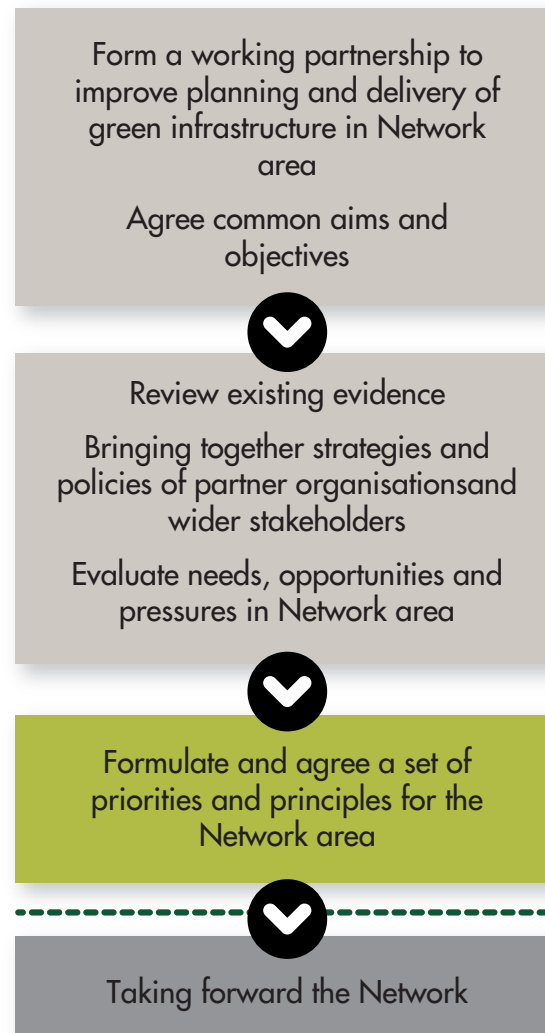 Form a working partnership to
improve planning and delivery of
green infrastructure in Network
area
Agree common aims and
objectives
Review existing evidence
Bringing together strategies and
policies of partner organisationsand
wider stakeholders
Evaluate needs, opportunities and
pressures in Network area
Formulate and agree a set of
priorities and principles for the
Network area
Taking forward the Network